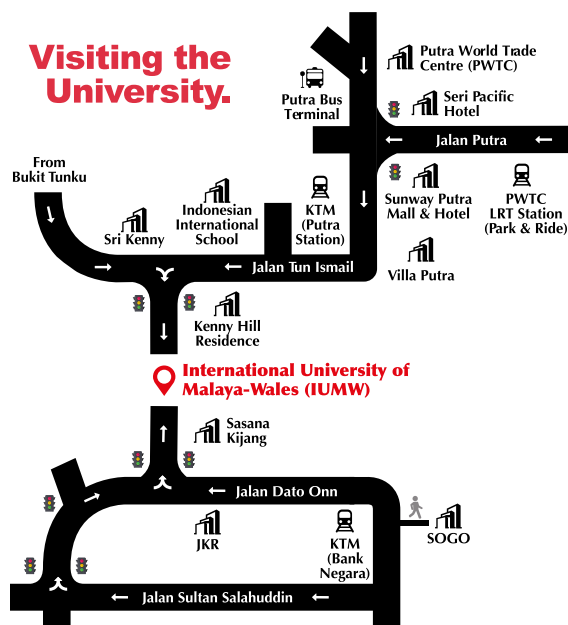 Visiting the
University.
Putra World Trade
Centre (PWTC)
Putra Bus
Terminal
Seri Pacific
Hotel
Jalan Putra
From
Bukit Tunku
Sri Kenny
Indonesian
International
School
KTM
(Putra
Station)
Sunway Putra
Mall & Hotel
PWTC
LRT Station
(Park & Ride)
Villa Putra
Jalan Tun Ismail
Kenny Hill
Residence
International University of
Malaya-Wales (IUMW)
Sasana
Kijang
Jalan Dato Onn
JKR
KTM
(Bank
Negara)
SOGO
Jalan Sultan Salahuddin